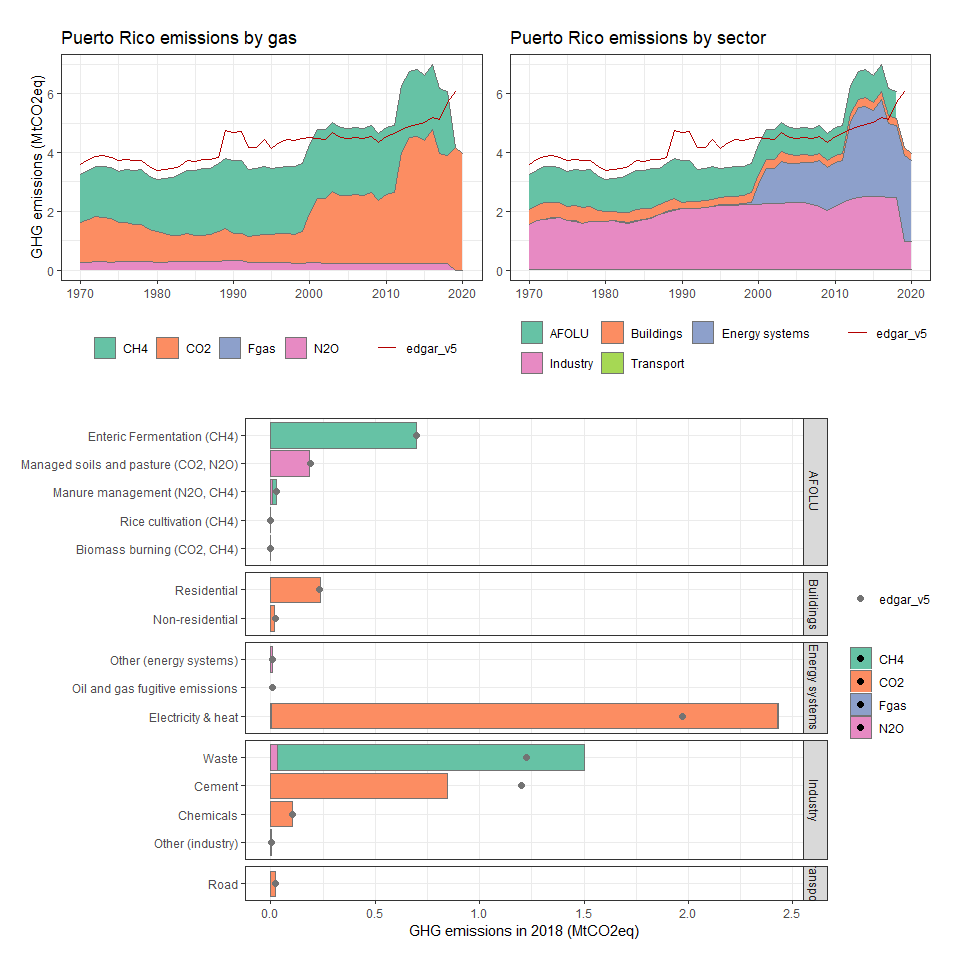 Puerto Rico emissions by gas
GHG emissions (MtCO2eq)
6
4
2
0
1970 1980 1990 2000 2010 2020
CH4 CO2 Fgas N2O edgar_v5
Puerto Rico emissions by sector
6
4
2
0
1970 1980 1990 2000 2010 2020
AFOLU Buildings Energy systems edgar_v5
Industry Transport
Enteric Fermentation (CH4)
Managed soils and pasture (CO2, N2O)
Manure management (N2O, CH4)
Rice cultivation (CH4)
Biomass burning (CO2, CH4)
AFOLU
Residential
Non-residential
Buildings
Other (energy systems)
Oil and gas fugitive emissions
Electricity & heat
Energy systems
Waste
Cement
Chemicals
Other (industry)
Industry
Road
anspo
0.0 0.5 1.0 1.5 2.0 2.5
GHG emissions in 2018 (MtCO2eq)
edgar_v5
CH4
CO2
Fgas
N2O